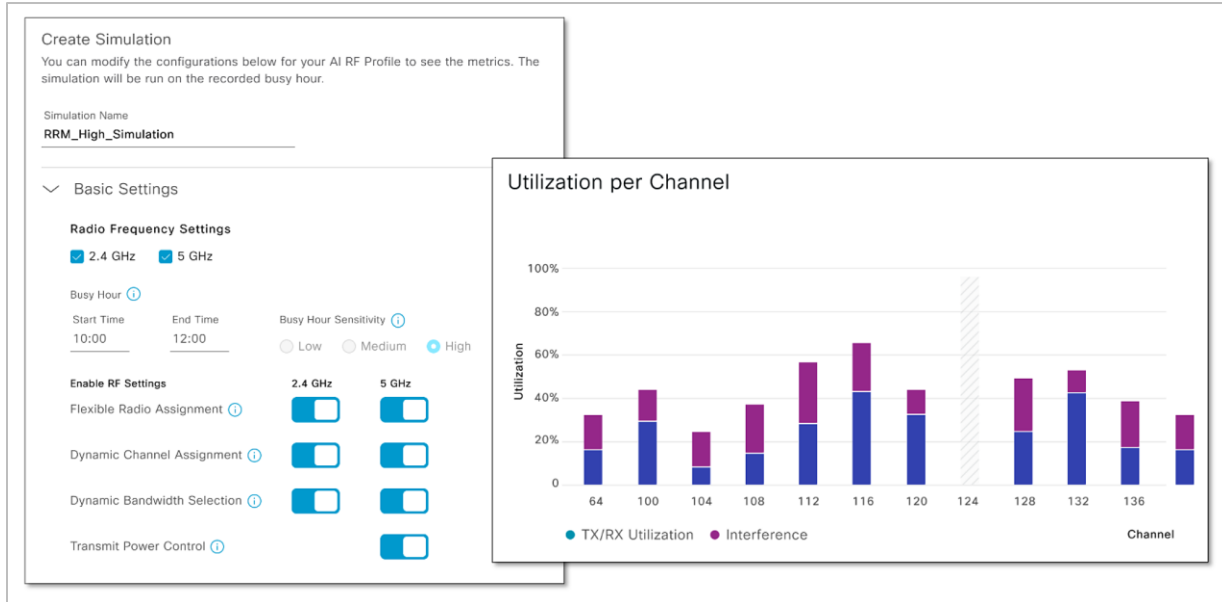 Create Simulation
You can modify the configurations below for your AI RF Profile to see the metrics. The
simulation will be run on the recorded busy hour.
Simulation Name
RRM_High_Simulation
Basic Settings
Radio Frequency Settings
2.4 GHz 5 GHz
Busy Hour
Start Time End Time Busy Hour Sensitivity
10:00 12:00 Low Medium High
Enable RF Settings 2.4 GHz 5 GHz
Flexible Radio Assignment
Dynamic Channel Assignment
Dynamic Bandwidth Selection
Transmit Power Control
Utilization per Channel
Utilization
100%
80%
60%
40%
20%
0
64 100 104 108 112 116 120 124 128 132 136
TX/RX Utilization Interference Channel